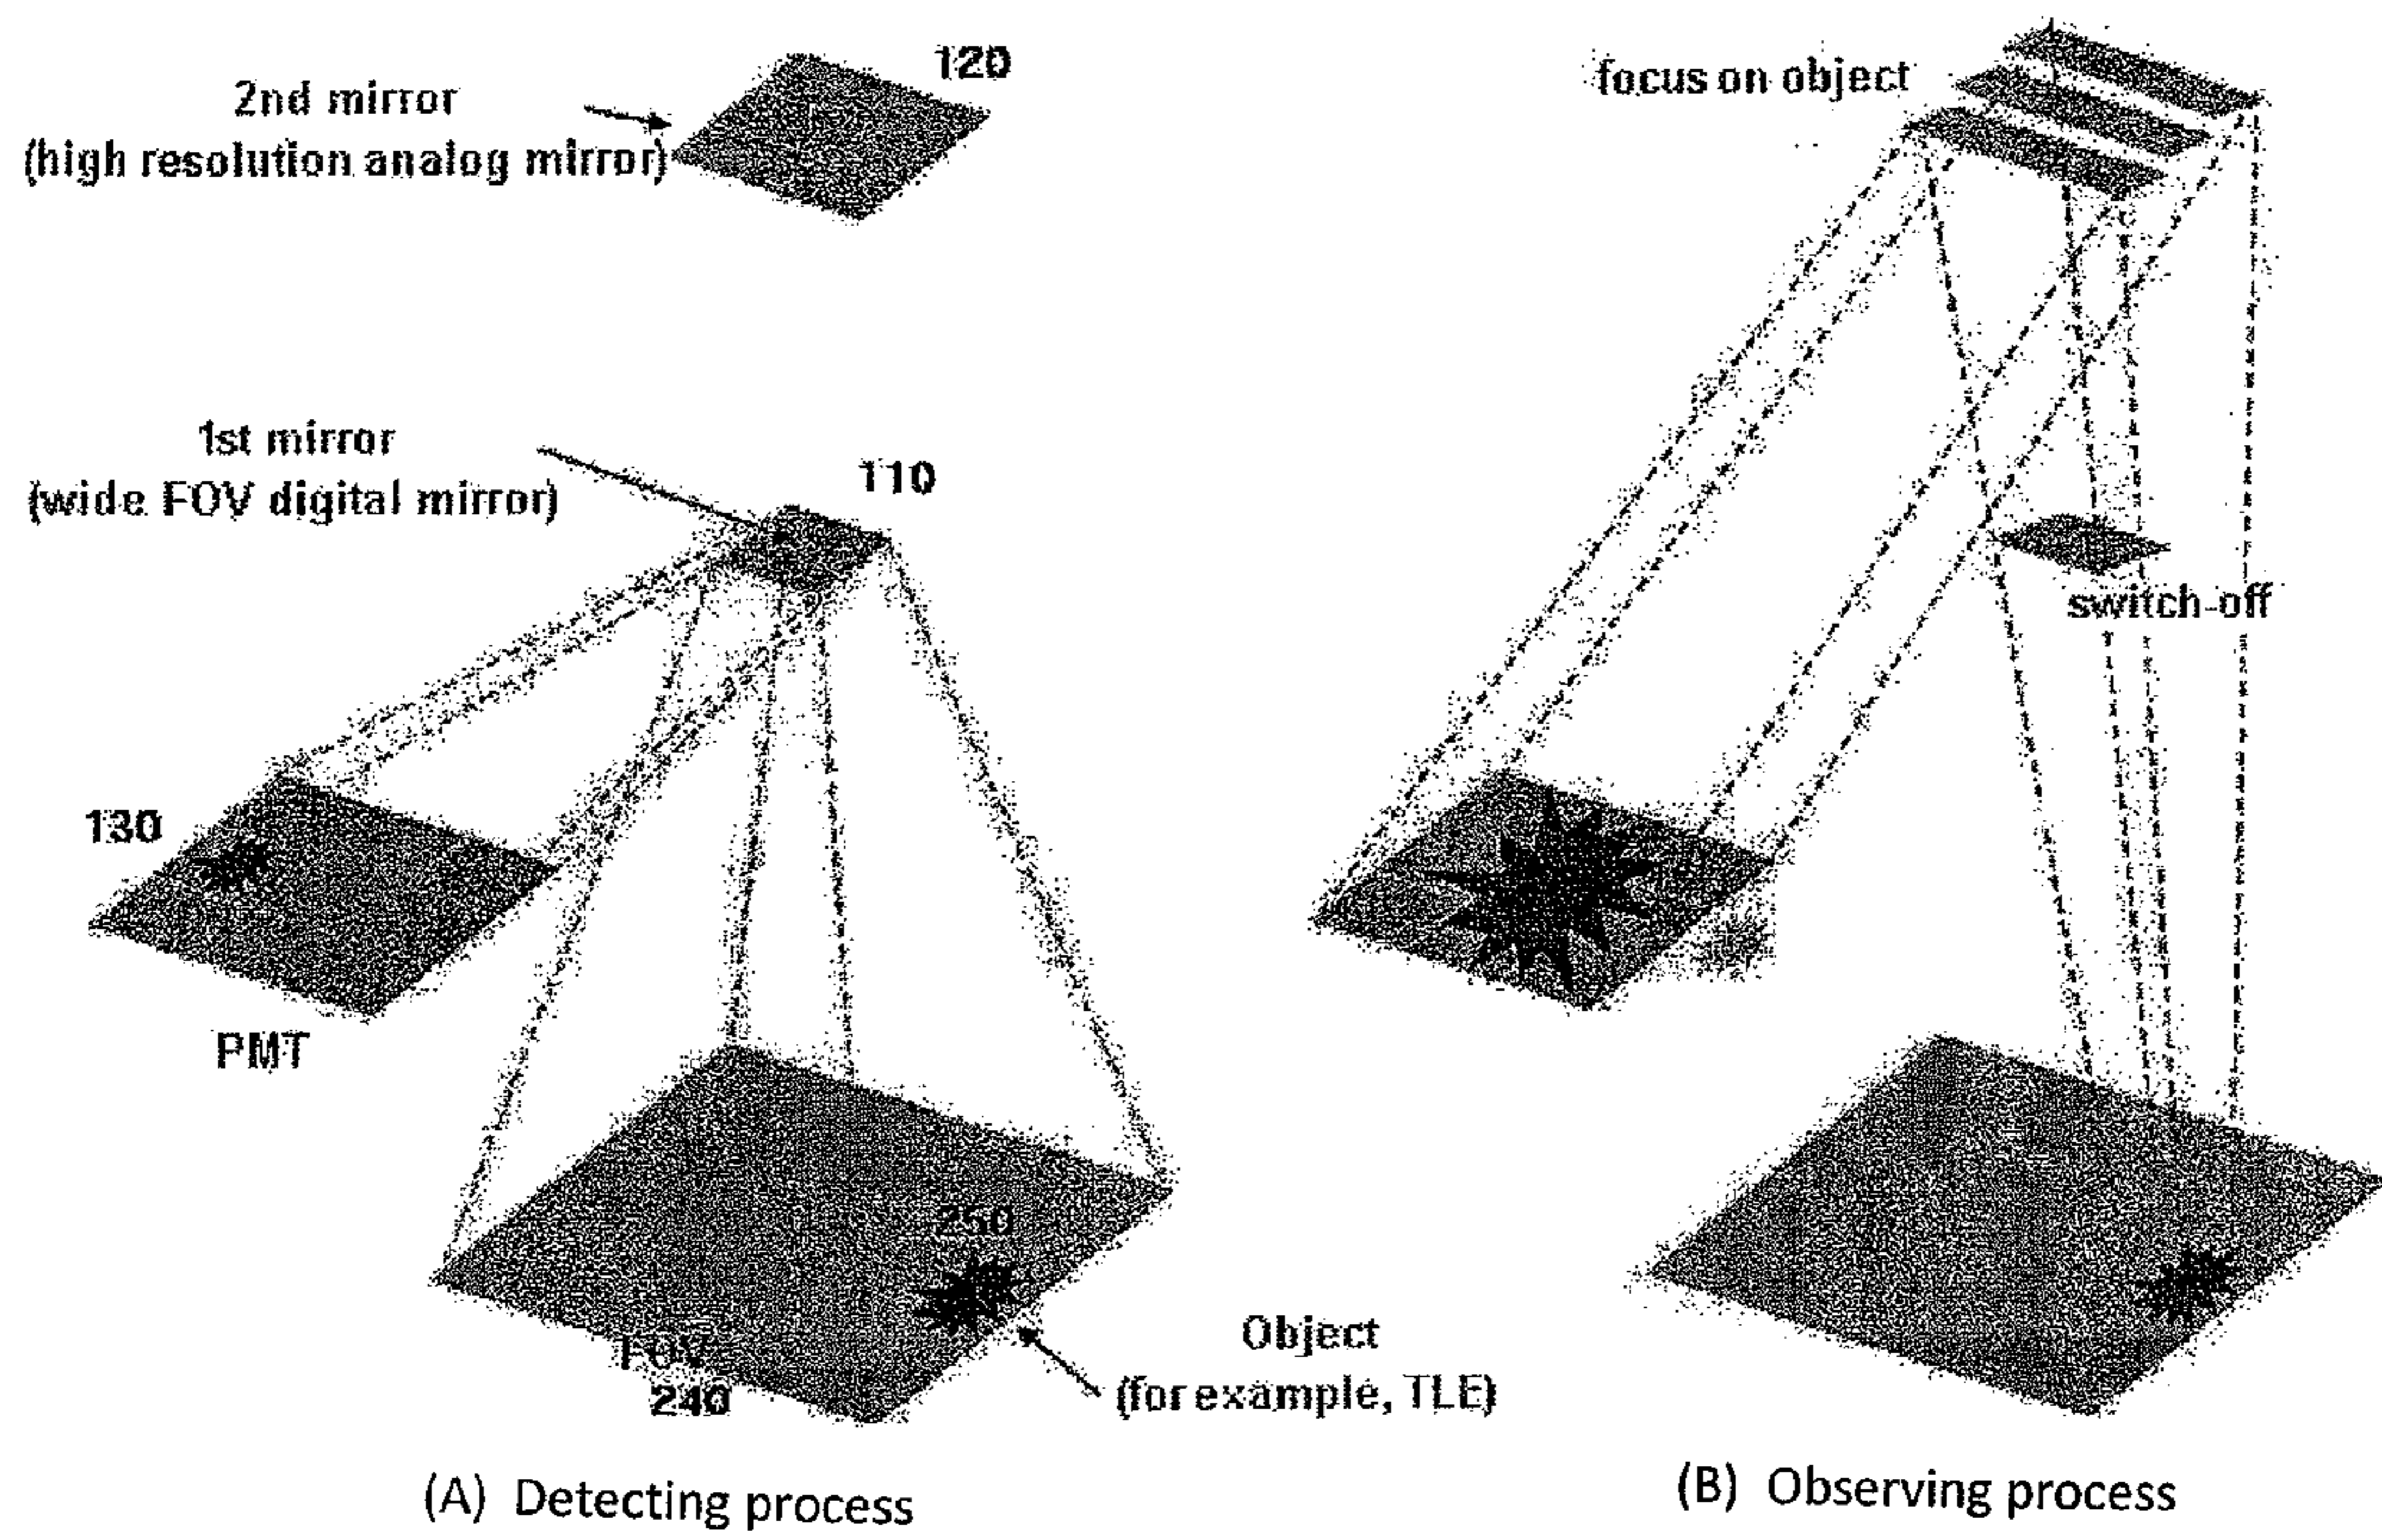 120
2nd mirror
(high resolution analog mirror)
1st mirror
(wide FOV digital mirror)
110
130
PMT
250
FOV
240
Object
(for example, TLE)
(A) Detecting process
focus on object
switch-off
(B) Observing process